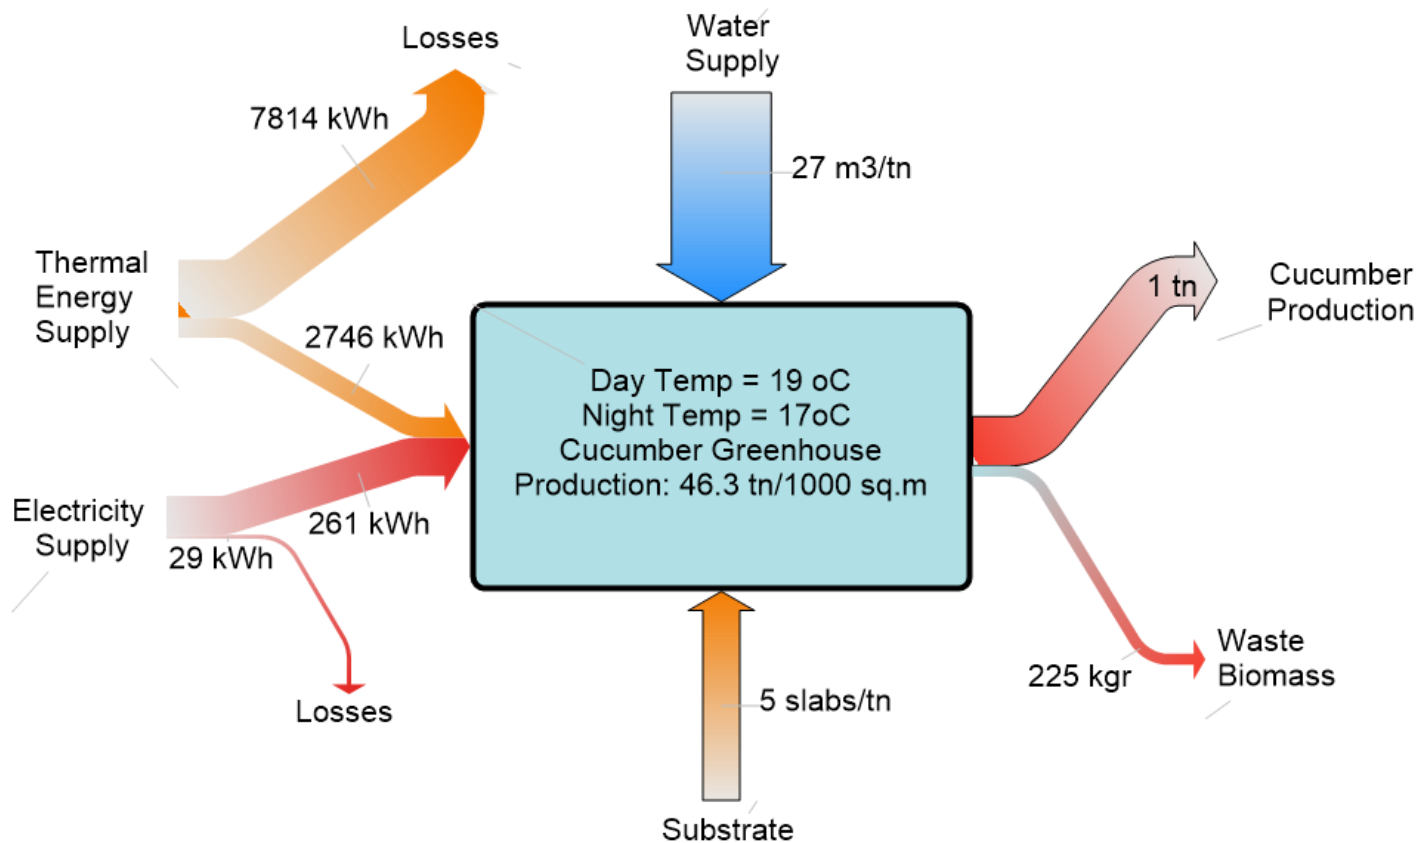 Losses
Water
Supply
7814 kWh
27 m3/tn
Thermal
Energy
Supply
2746 kWh
1 tn
Cucumber
Production
Day Temp = 19 oC
Night Temp = 17oC
Cucumber Greenhouse
Production: 46.3 tn/1000 sq.m
Electricity
Supply
261 kWh
29 kWh
Losses
5 slabs/tn
Substrate
225 kgr
Waste
Biomass